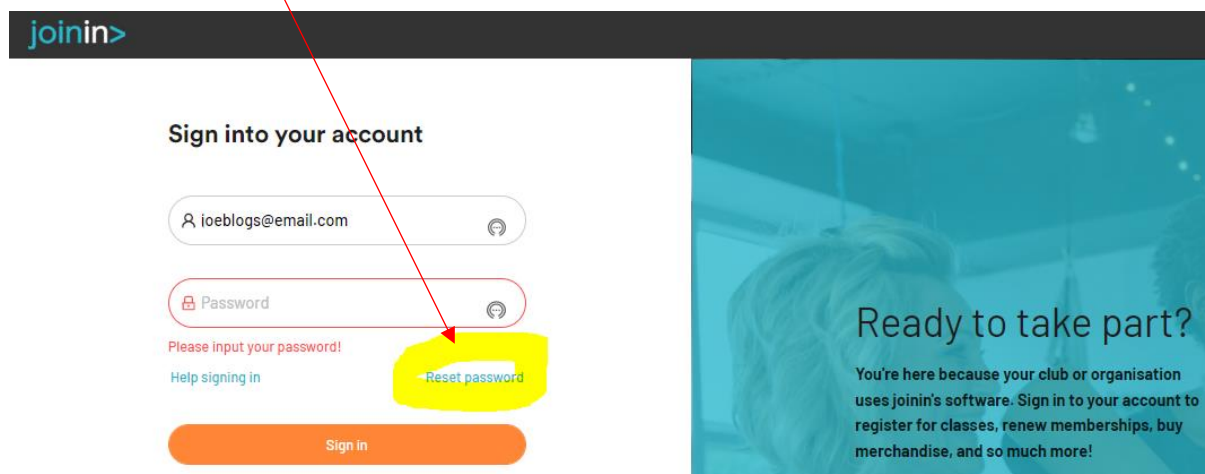 joinin>
Sign into your account
ioeblogs@email.com
Password
Please input your password!
Help signing in
Reset password
Sign in
Ready to take part?
You're here because your club or organisation
uses joinin's software. Sign in to your account to
register for classes, renew memberships, buy
merchandise, and so much more!